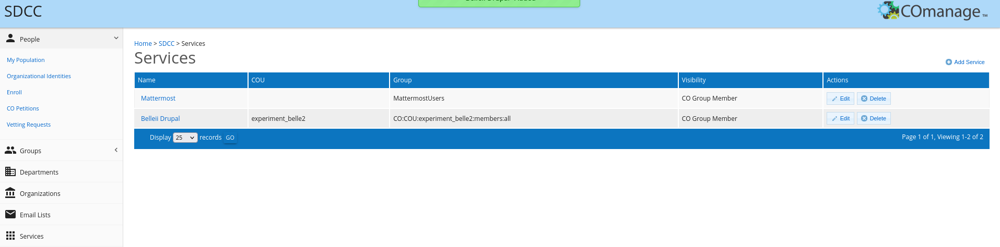 SDCC
COmanage™
People
My Population
Organizational Identities
Enroll
CO Petitions
Vetting Requests
Groups
Departments
Organizations
Email Lists
Services
Home > SDCC > Services
Services
Add Service
Name COU Group Visibility Actions
Mattermost MattermostUsers CO Group Member Edit Delete
Belleii Drupal experiment_belle2 CO:COU:experiment_belle2:members:all CO Group Member Edit Delete
Display 25 records GO Page 1 of 1, Viewing 1-2 of 2